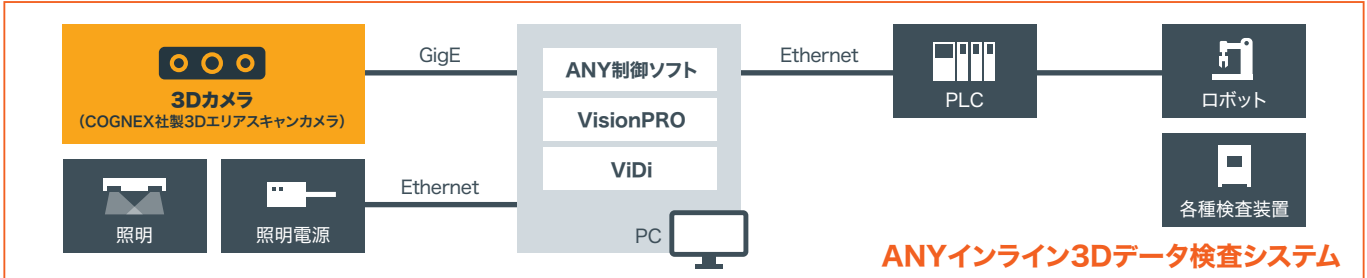 3Dカメラ
（COGNEX社製3Dエリアスキャンカメラ）
照明
照明電源
GigE
Ethernet
ANY制御ソフト
VisionPRO
ViDi
PC
Ethernet
PLC
ロボット
各種検査装置
ANYインライン3Dデータ検査システム